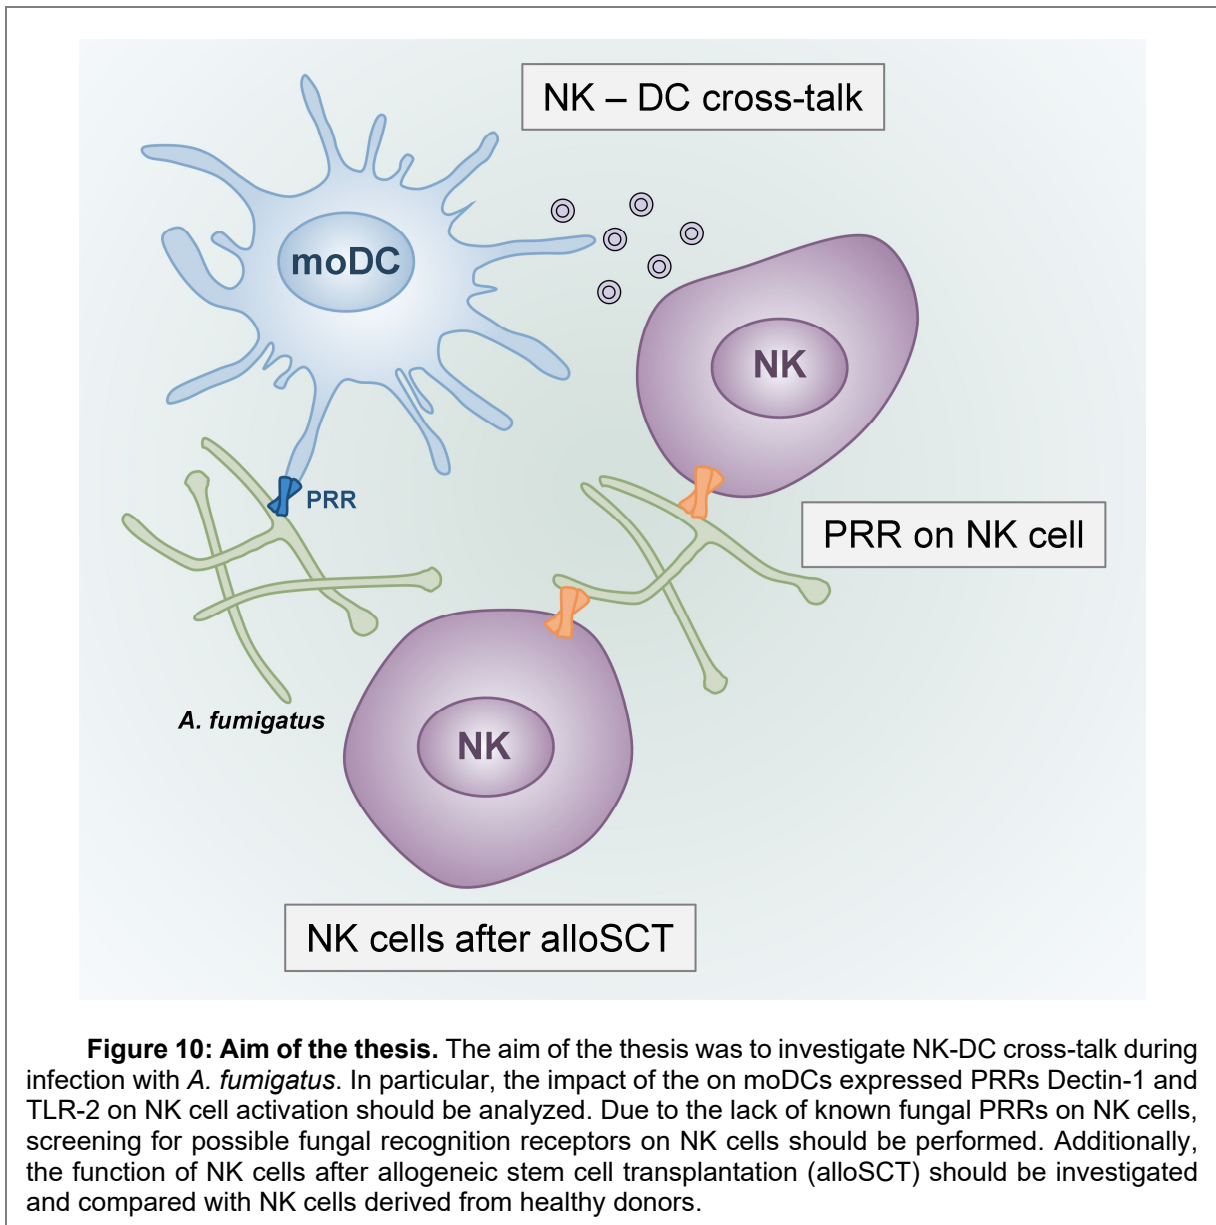 NK – DC cross-talk
moDC
NK
PRR
PRR on NK cell
A. fumigatus
NK
NK cells after alloSCT
Figure 10: Aim of the thesis. The aim of the thesis was to investigate NK-DC cross-talk during
infection with A. fumigatus. In particular, the impact of the on moDCs expressed PRRs Dectin-1 and
TLR-2 on NK cell activation should be analyzed. Due to the lack of known fungal PRRs on NK cells,
screening for possible fungal recognition receptors on NK cells should be performed. Additionally,
the function of NK cells after allogeneic stem cell transplantation (alloSCT) should be investigated
and compared with NK cells derived from healthy donors.